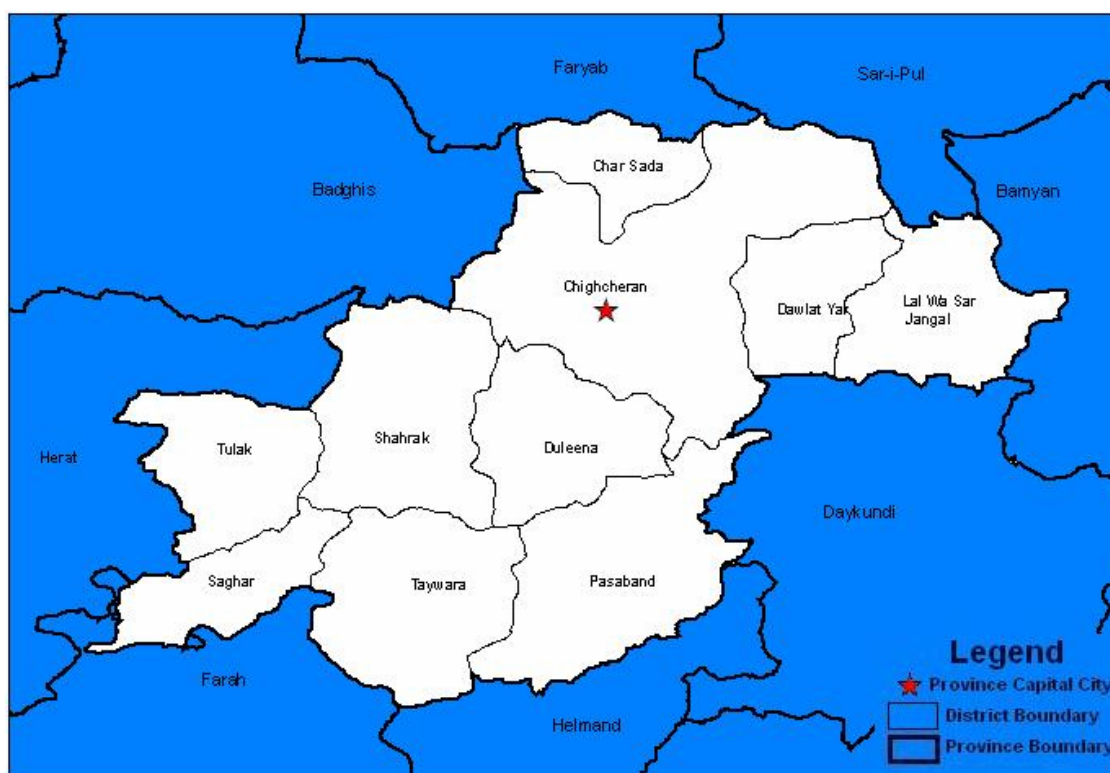 Faryab
Sar-i-Pul
Char Sada
Badghis
Bamyan
Chighcheran
Dawlat Yar
Lal Wa Sar
Jangal
Tulak
Shahrak
Duleena
Herat
Daykundi
Saghar
Taywara
Pasaband
Farah
Helmand
Legend
Province Capital City
District Boundary
Province Boundary